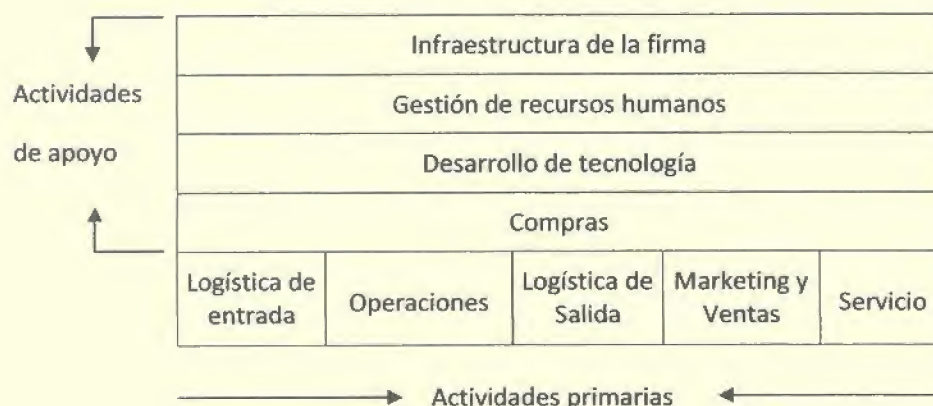 Infraestructura de la firma
Actividades
de apoyo
Gestión de recursos humanos
Desarrollo de tecnología
Compras
Logística de
entrada
Operaciones
Logística de
Salida
Marketing y
Ventas
Servicio
Actividades primarias